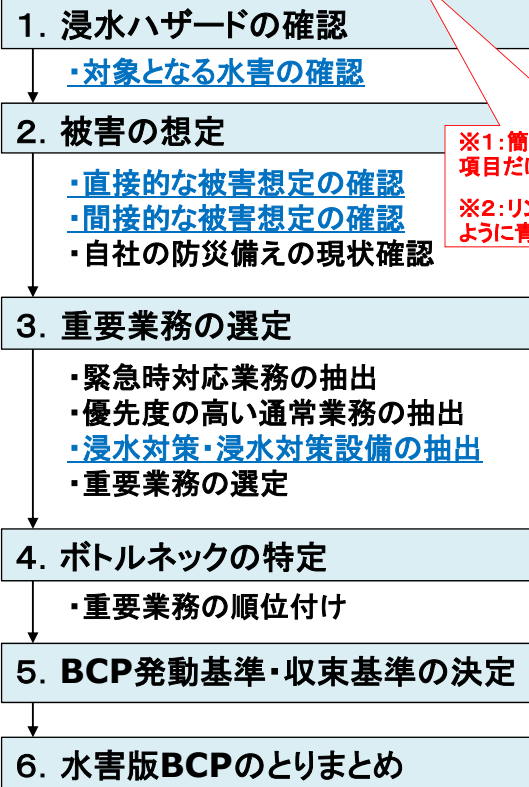 1．浸水ハザードの確認
・対象となる水害の確認
2．被害の想定
※1：簡
項目だけ
※2：リン
ように青
・直接的な被害想定の確認
・間接的な被害想定の確認
・自社の防災備えの現状確認
3．重要業務の選定
・緊急時対応業務の抽出
・優先度の高い通常業務の抽出
・浸水対策・浸水対策設備の抽出
・重要業務の選定
4．ボトルネックの特定
・重要業務の順位付け
5．BCP発動基準・収束基準の決定
6．水害版BCPのとりまとめ